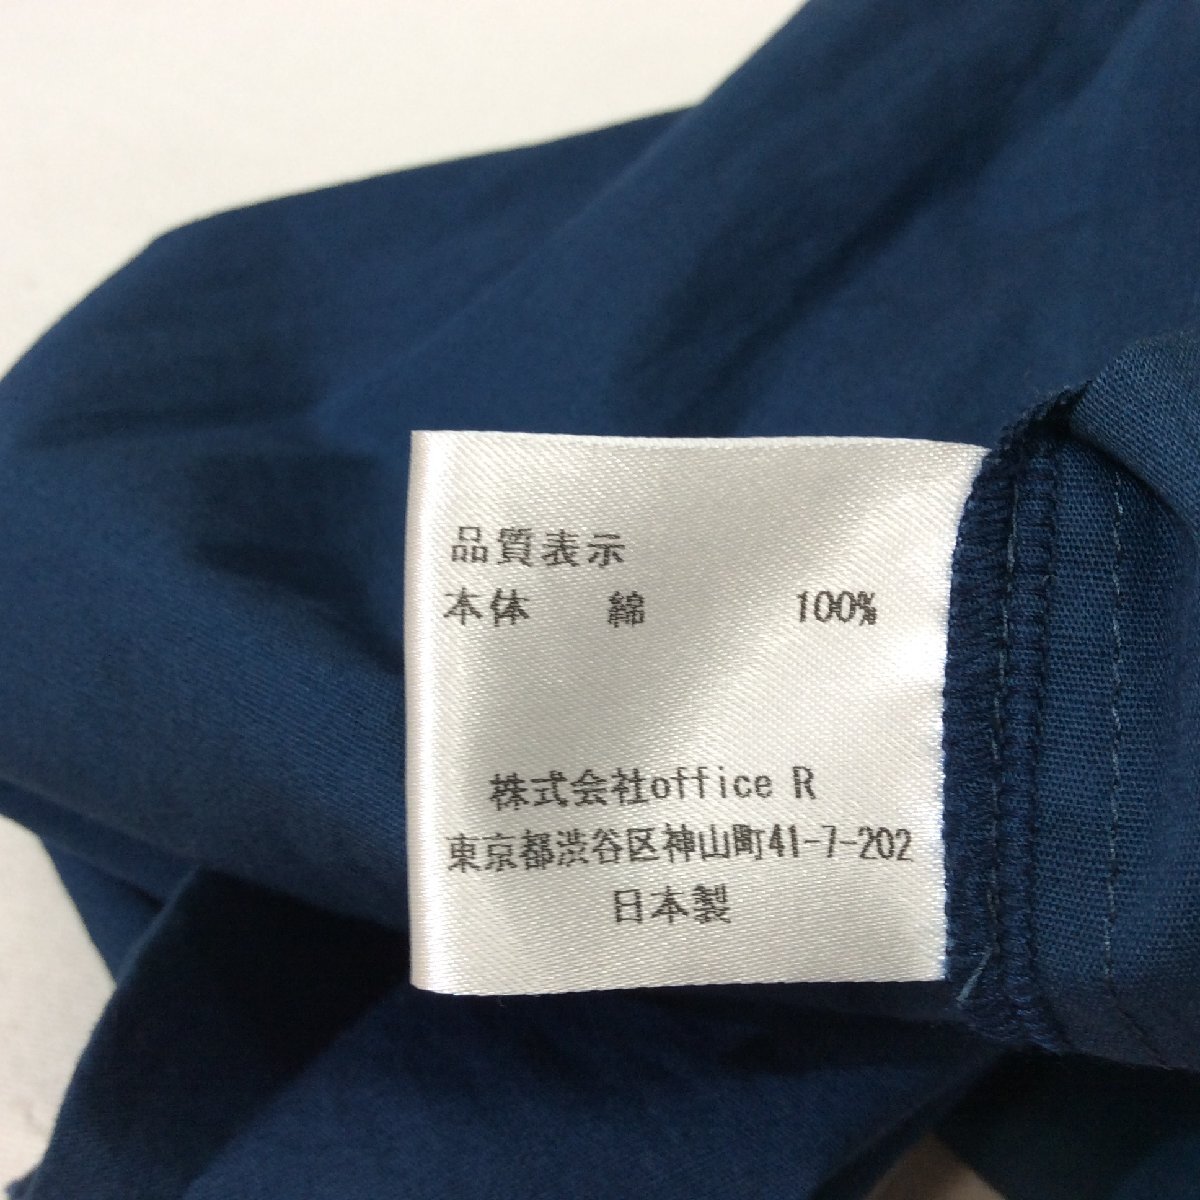 品質表示
本体 綿 100%
株式会社office R
東京都渋谷区神山町41-7-202
日本製